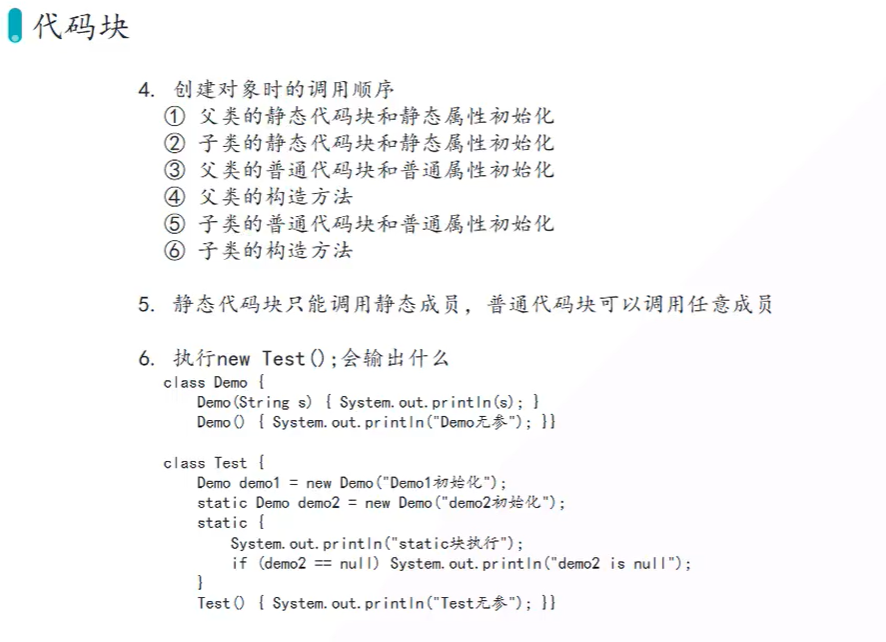 代码块
4. 创建对象时的调用顺序
① 父类的静态代码块和静态属性初始化
② 子类的静态代码块和静态属性初始化
③ 父类的普通代码块和普通属性初始化
④ 父类的构造方法
⑤ 子类的普通代码块和普通属性初始化
⑥ 子类的构造方法
5. 静态代码块只能调用静态成员，普通代码块可以调用任意成员
6. 执行new Test();会输出什么
class Demo {
Demo(String s) { System.out.println(s); }
Demo() { System.out.println("Demo无参"); }}
class Test {
Demo demo1 = new Demo("Demo1初始化");
static Demo demo2 = new Demo("demo2初始化");
static {
System.out.println("static块执行");
if (demo2 == null) System.out.println("demo2 is null");
}
Test() { System.out.println("Test无参"); }}